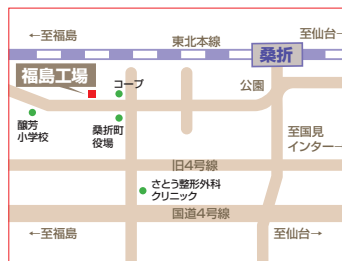 ←至福島
東北本線
至仙台→
桑折
福島工場
コープ
公園
醸芳
小学校
桑折町
役場
至国見
インター→
旧4号線
さとう整形外科
クリニック
国道4号線
←至福島
至仙台→